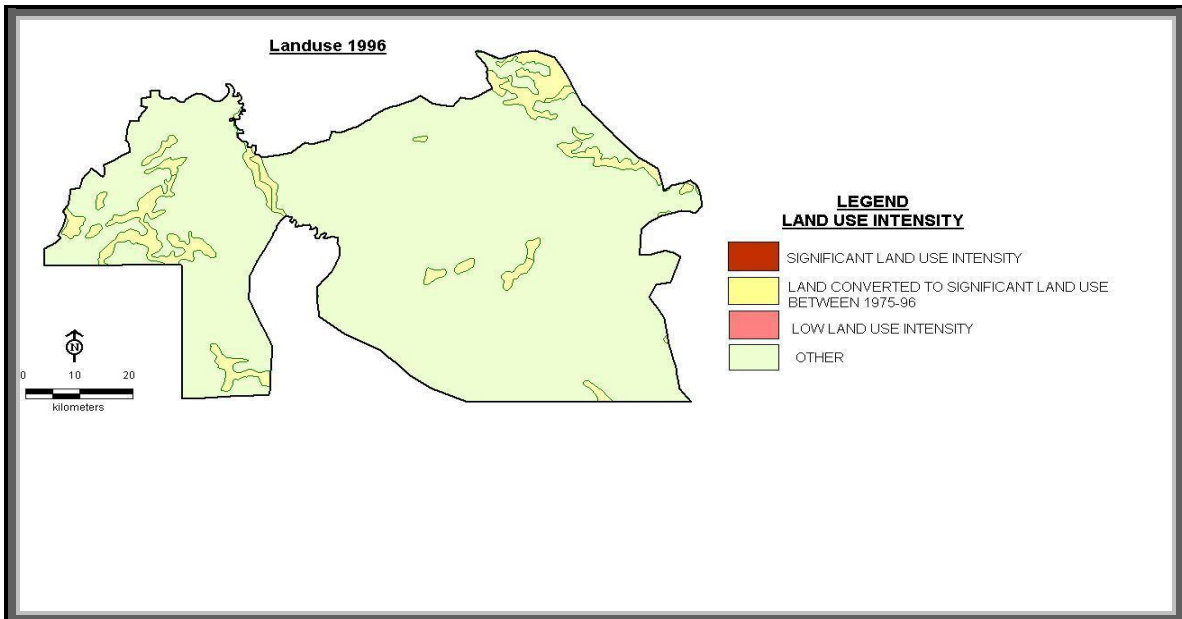 Landuse 1996
LEGEND
LAND USE INTENSITY
SIGNIFICANT LAND USE INTENSITY
LAND CONVERTED TO SIGNIFICANT LAND USE
BETWEEN 1975-96
LOW LAND USE INTENSITY
OTHER
N
0 10 20
kilometers